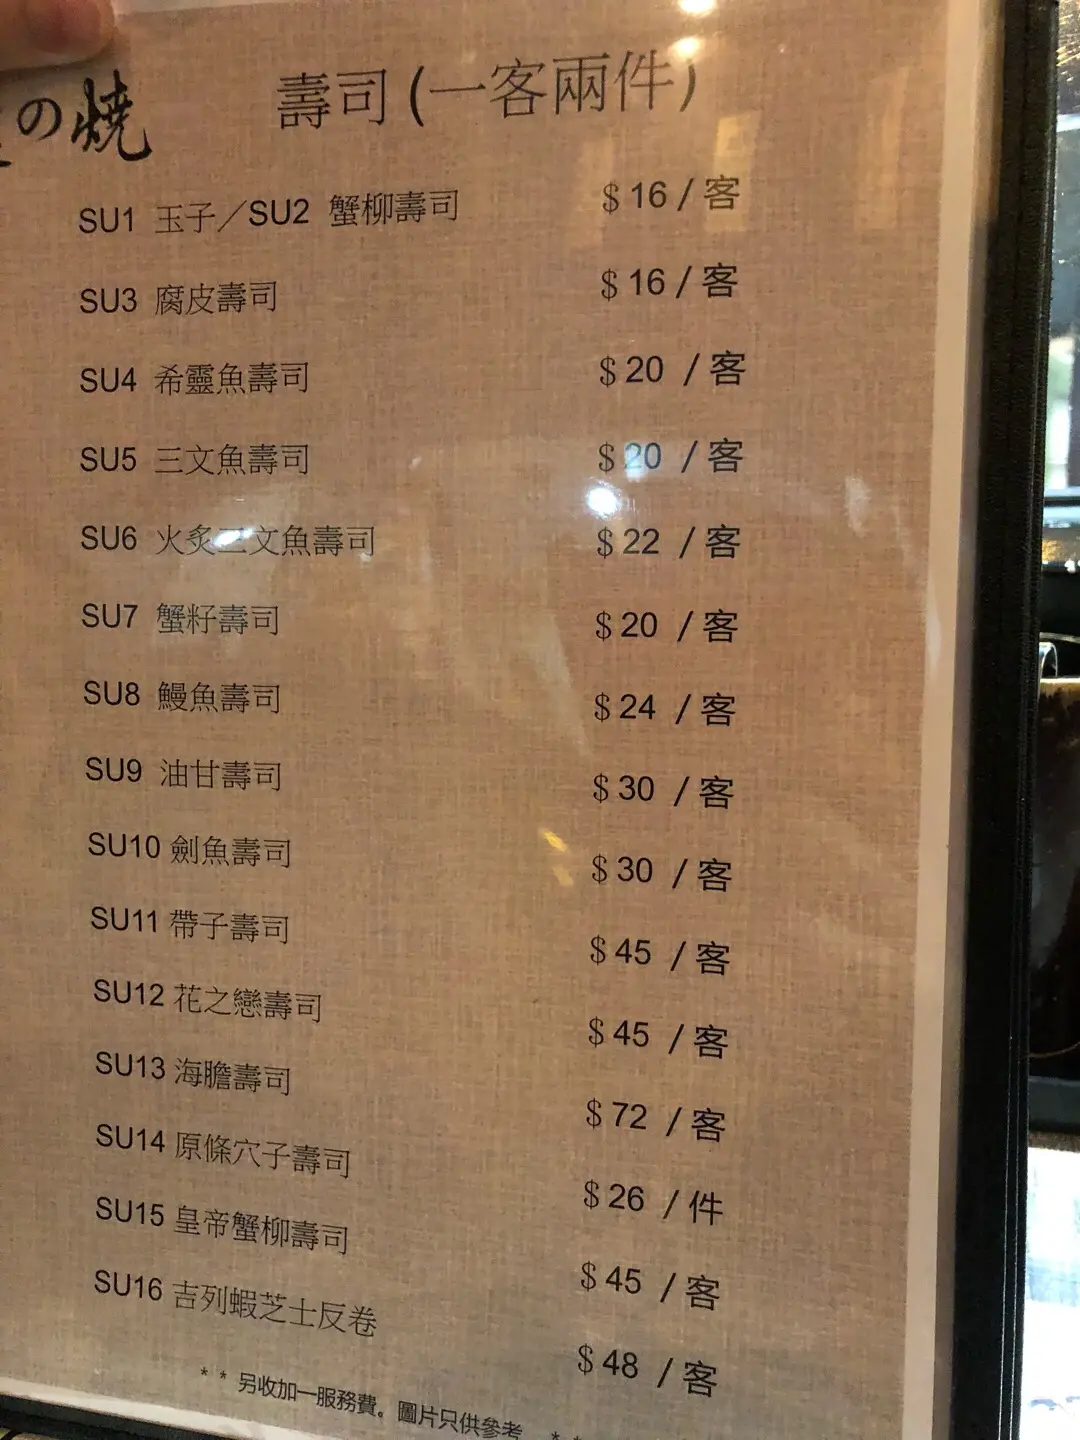 の燒
壽司 (一客兩件)
SU1 玉子／SU2 蟹柳壽司 $16 / 客
SU3 腐皮壽司 $16 / 客
SU4 希靈魚壽司 $20 / 客
SU5 三文魚壽司 $20 / 客
SU6 火炙三文魚壽司 $22 / 客
SU7 蟹籽壽司 $20 / 客
SU8 鰻魚壽司 $24 / 客
SU9 油甘壽司 $30 / 客
SU10 劍魚壽司 $30 / 客
SU11 帶子壽司 $45 / 客
SU12 花之戀壽司 $45 / 客
SU13 海膽壽司 $72 / 客
SU14 原條穴子壽司 $26 / 件
SU15 皇帝蟹柳壽司 $45 / 客
SU16 吉列蝦芝士反卷 $48 / 客
* * 另收加一服務費。圖片只供參考 * *